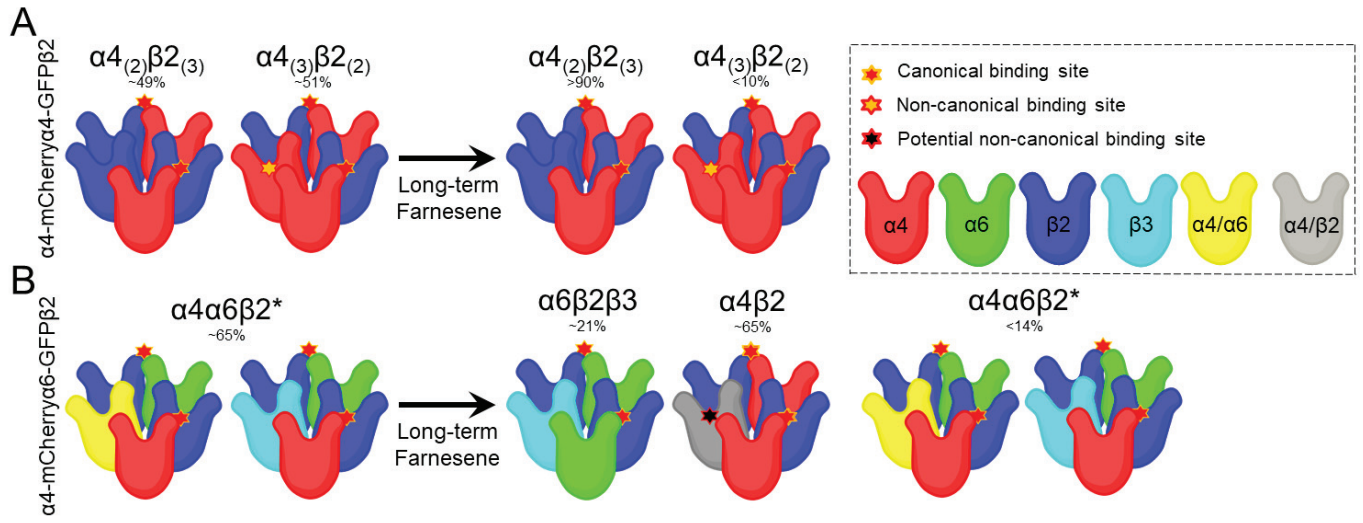 A
α4-mCherryα4-GFPβ2
α4(2)β2(3)
~49%
α4(3)β2(2)
~51%
Long-term
Farnesene
α4(2)β2(3)
>90%
α4(3)β2(2)
<10%
Canonical binding site
Non-canonical binding site
Potential non-canonical binding site
α4 α6 β2 β3 α4/α6 α4/β2
B
α4-mCherryα6-GFPβ2
α4α6β2*
~65%
Long-term
Farnesene
α6β2β3
~21%
α4β2
~65%
α4α6β2*
<14%